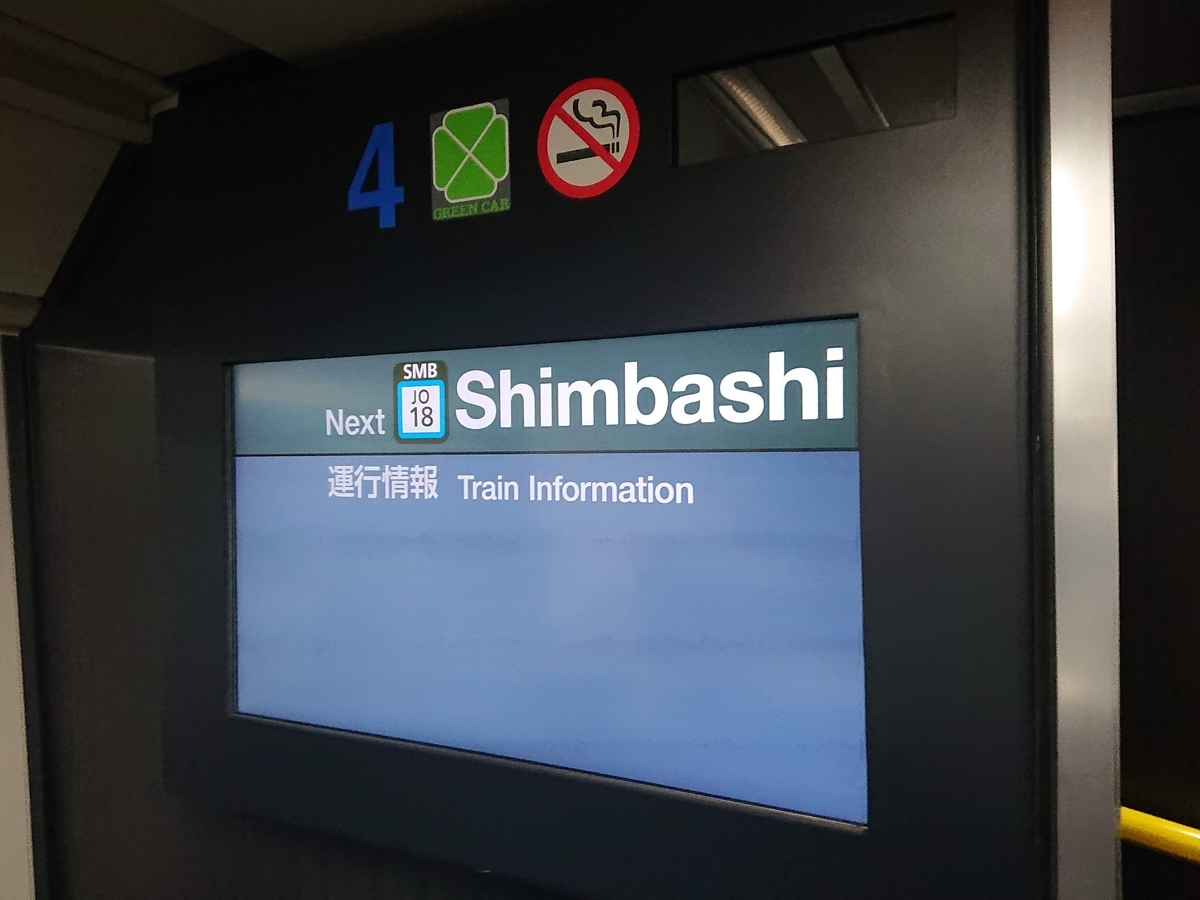 4
GREEN CAR
SMB
JO
18
Next Shimbashi
運行情報 Train Information